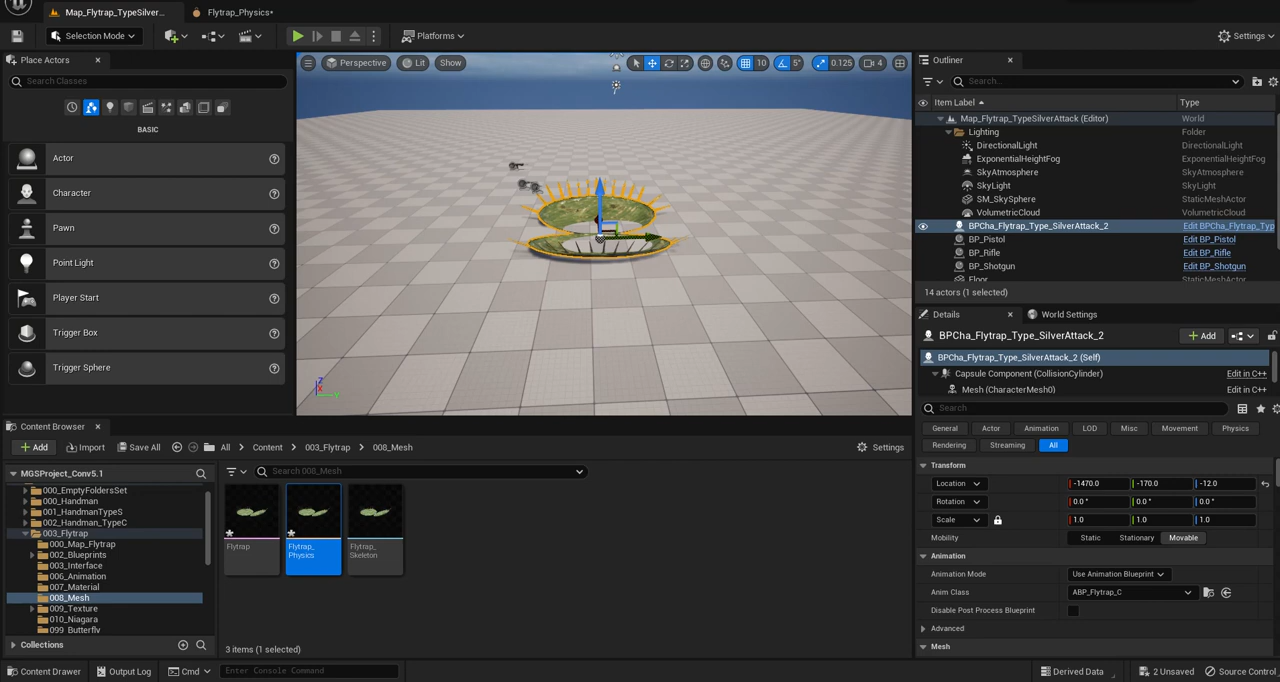 Map_Flytrap_TypeSilver...
Flytrap_Physics•
Selection Mode
Platforms
Settings
Place Actors
Search Classes
BASIC
Actor
Character
Pawn
Point Light
Player Start
Trigger Box
Trigger Sphere
Perspective
Lit
Show
10
5°
0.125
4
X
Y
Z
Outliner
Search...
Item Label
Type
Map_Flytrap_TypeSilverAttack (Editor)
World
Lighting
Folder
DirectionalLight
DirectionalLight
ExponentialHeightFog
ExponentialHeightFog
SkyAtmosphere
SkyAtmosphere
SkyLight
SkyLight
SM_SkySphere
StaticMeshActor
VolumetricCloud
VolumetricCloud
BPCha_Flytrap_Type_SilverAttack_2
Edit BPCha_Flytrap_Typ
BP_Pistol
Edit BP_Pistol
BP_Rifle
Edit BP_Rifle
BP_Shotgun
Edit BP_Shotgun
Floor
StaticMeshActor
14 actors (1 selected)
Details
World Settings
BPCha_Flytrap_Type_SilverAttack_2
Add
BPCha_Flytrap_Type_SilverAttack_2 (Self)
Capsule Component (CollisionCylinder)
Edit in C++
Mesh (CharacterMesh0)
Edit in C++
Search
General
Actor
Animation
LOD
Misc
Movement
Physics
Rendering
Streaming
All
Transform
Location
-1470.0
-170.0
-12.0
Rotation
0.0 °
0.0 °
0.0 °
Scale
1.0
1.0
1.0
Mobility
Static
Stationary
Movable
Animation
Animation Mode
Use Animation Blueprint
Anim Class
ABP_Flytrap_C
Disable Post Process Blueprint
Advanced
Mesh
Content Browser
Add
Import
Save All
All
Content
003_Flytrap
008_Mesh
Settings
MGSProject_Conv5.1
Search 008_Mesh
000_EmptyFoldersSet
000_Handman
001_HandmanTypeS
002_Handman_TypeC
003_Flytrap
000_Map_Flytrap
002_Blueprints
003_Interface
006_Animation
007_Material
008_Mesh
009_Texture
010_Niagara
099_Butterfly
Collections
Flytrap
Flytrap_
Physics
Flytrap_
Skeleton
3 items (1 selected)
Content Drawer
Output Log
Cmd
Enter Console Command
Derived Data
2 Unsaved
Source Control